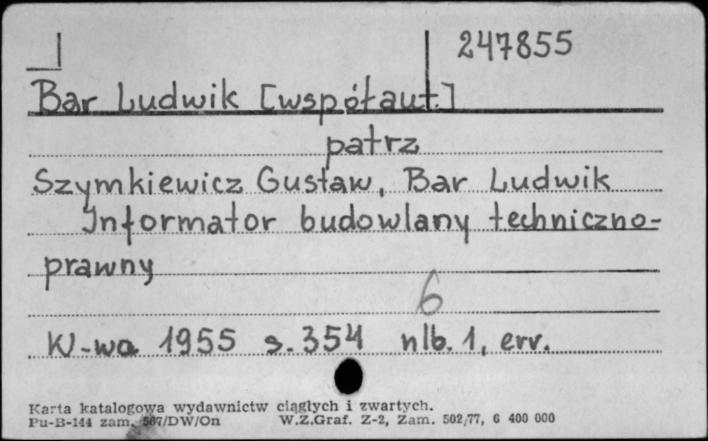 247855
Bar Ludwik [współaut.]
patrz
Szymkiewicz Gustaw, Bar Ludwik
Informator budowlany techniczno-
prawny
6
W-wa 1955 s. 354 nlb. 1, err.
Karta katalogowa wydawnictw ciągłych i zwartych.
Pu-B-144 zam. 567/DW/On W.Z.Graf. Z-2, Zam. 502/77, 6 400 000